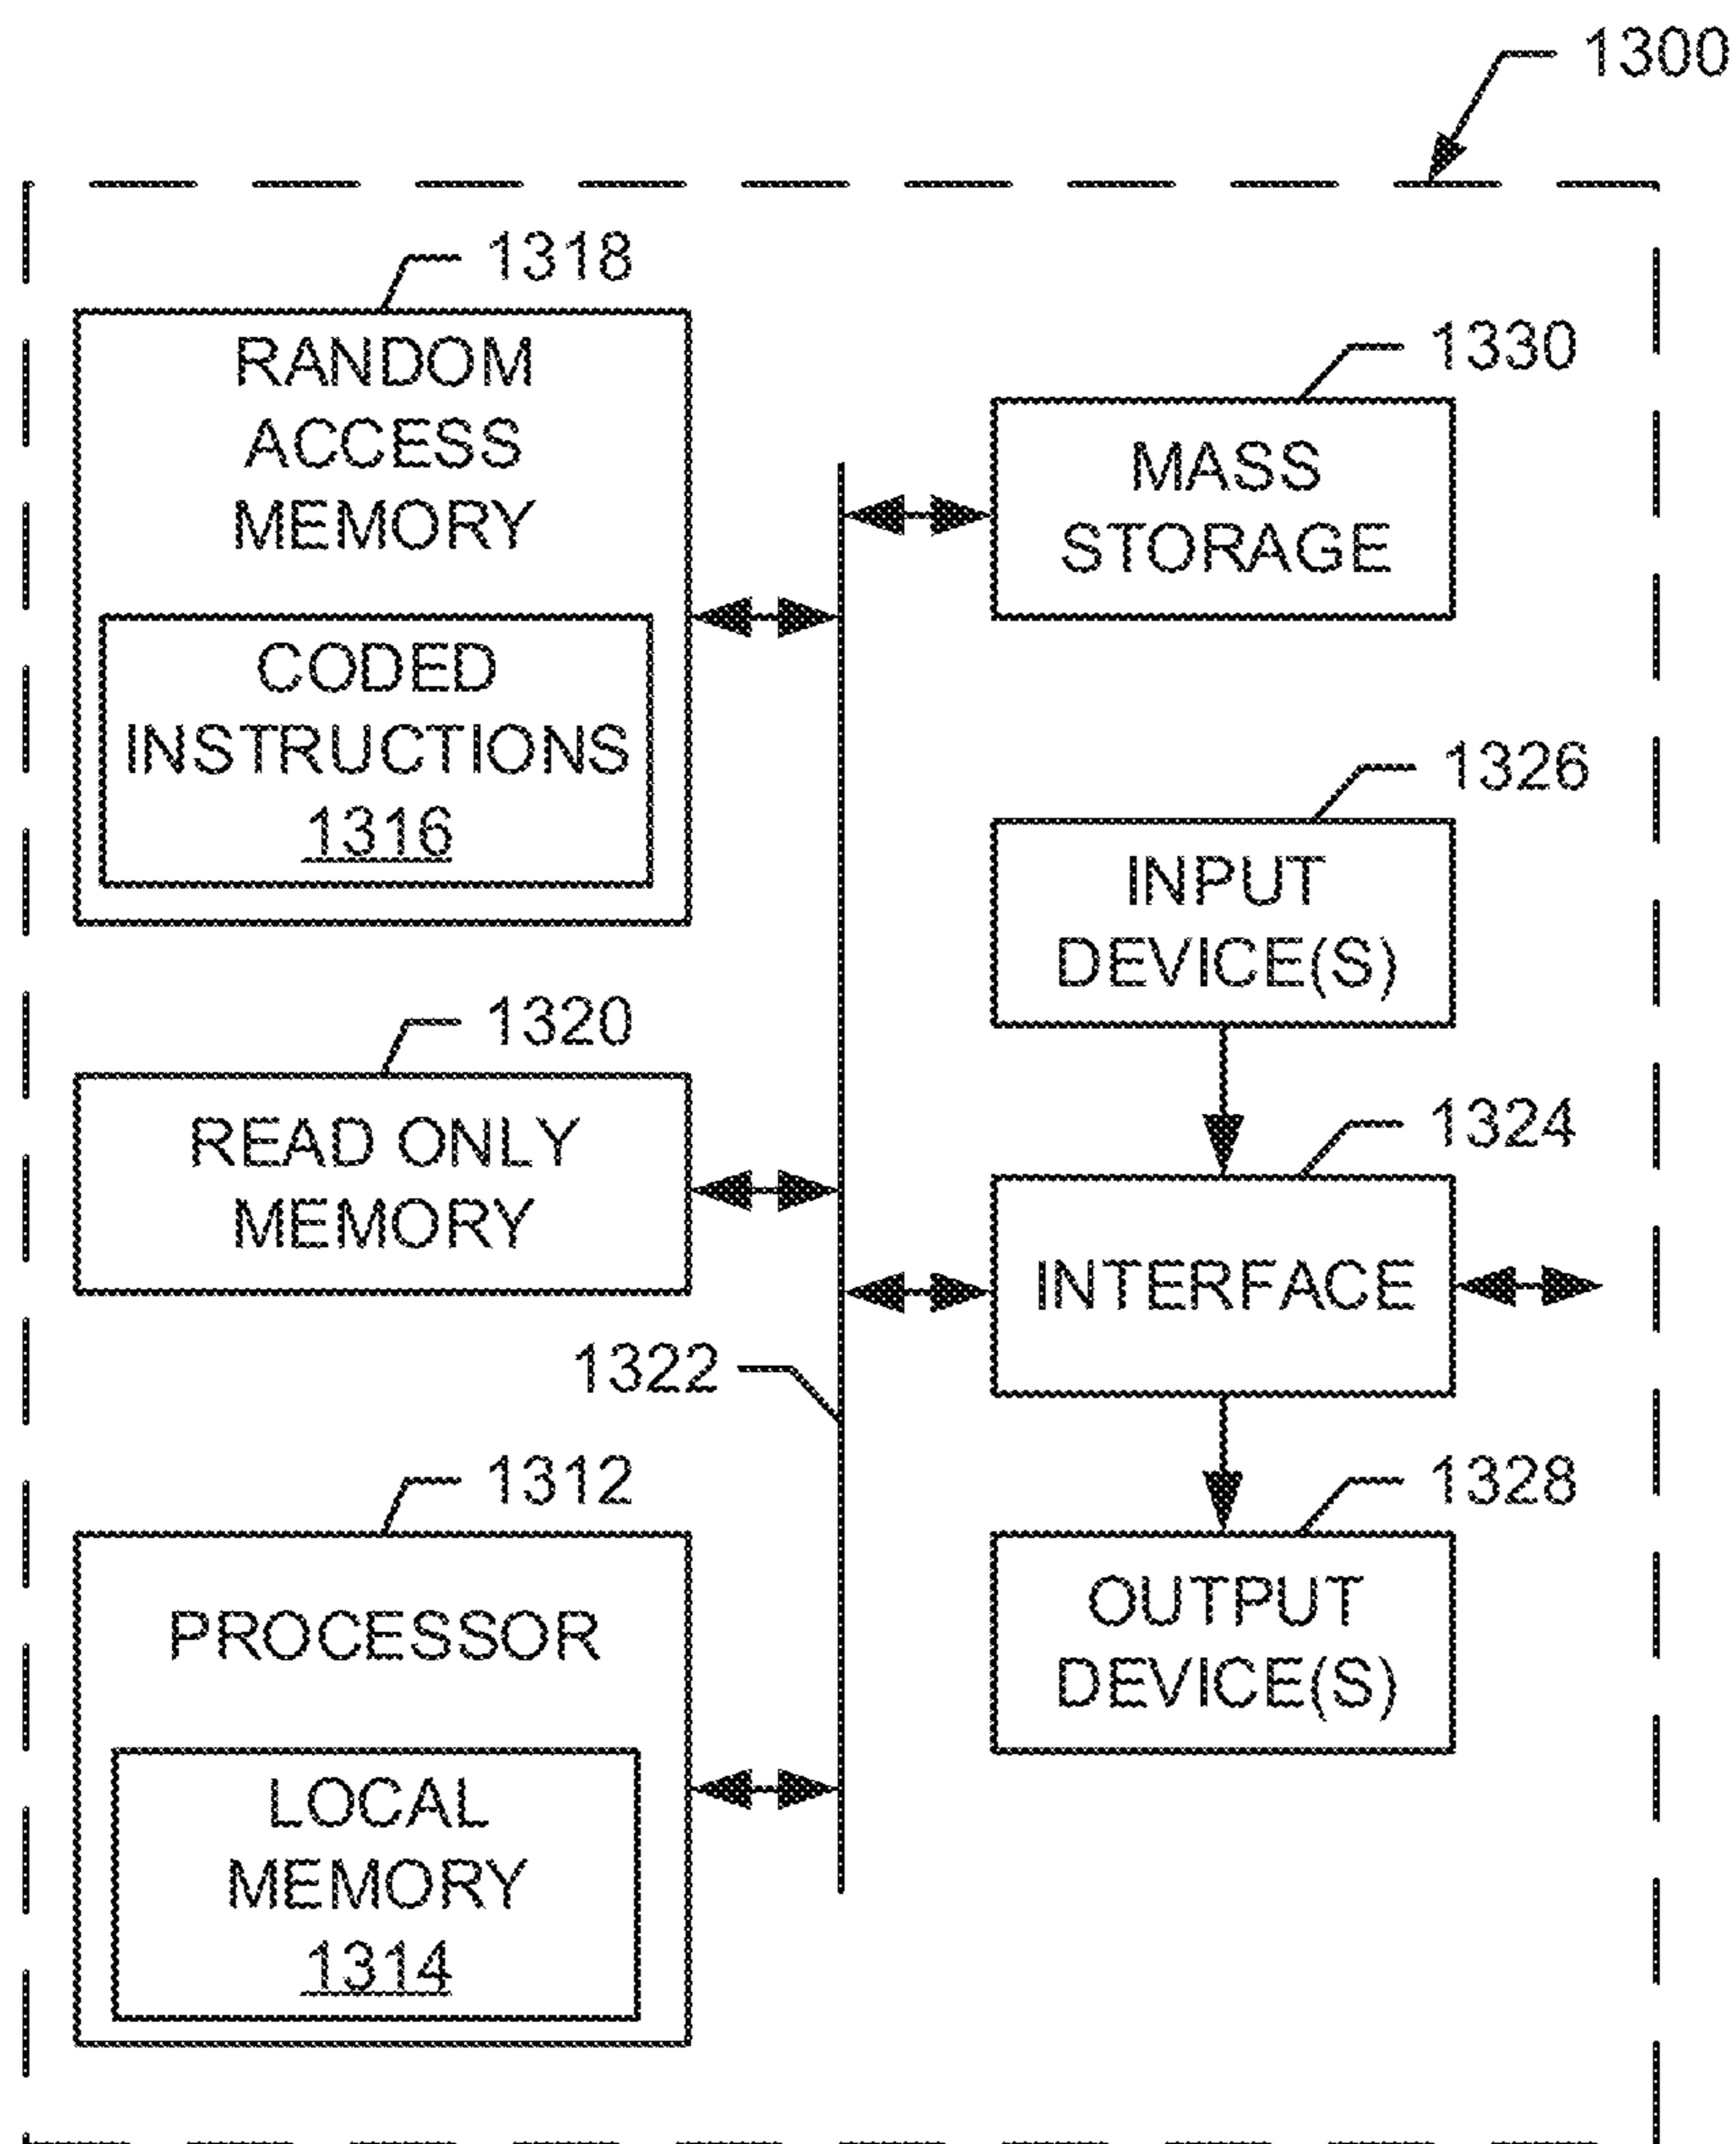 1300
1318
RANDOM
ACCESS
MEMORY
CODED
INSTRUCTIONS
1316
1330
MASS
STORAGE
1326
INPUT
DEVICE(S)
1320
READ ONLY
MEMORY
1324
INTERFACE
1322
1312
PROCESSOR
LOCAL
MEMORY
1314
1328
OUTPUT
DEVICE(S)